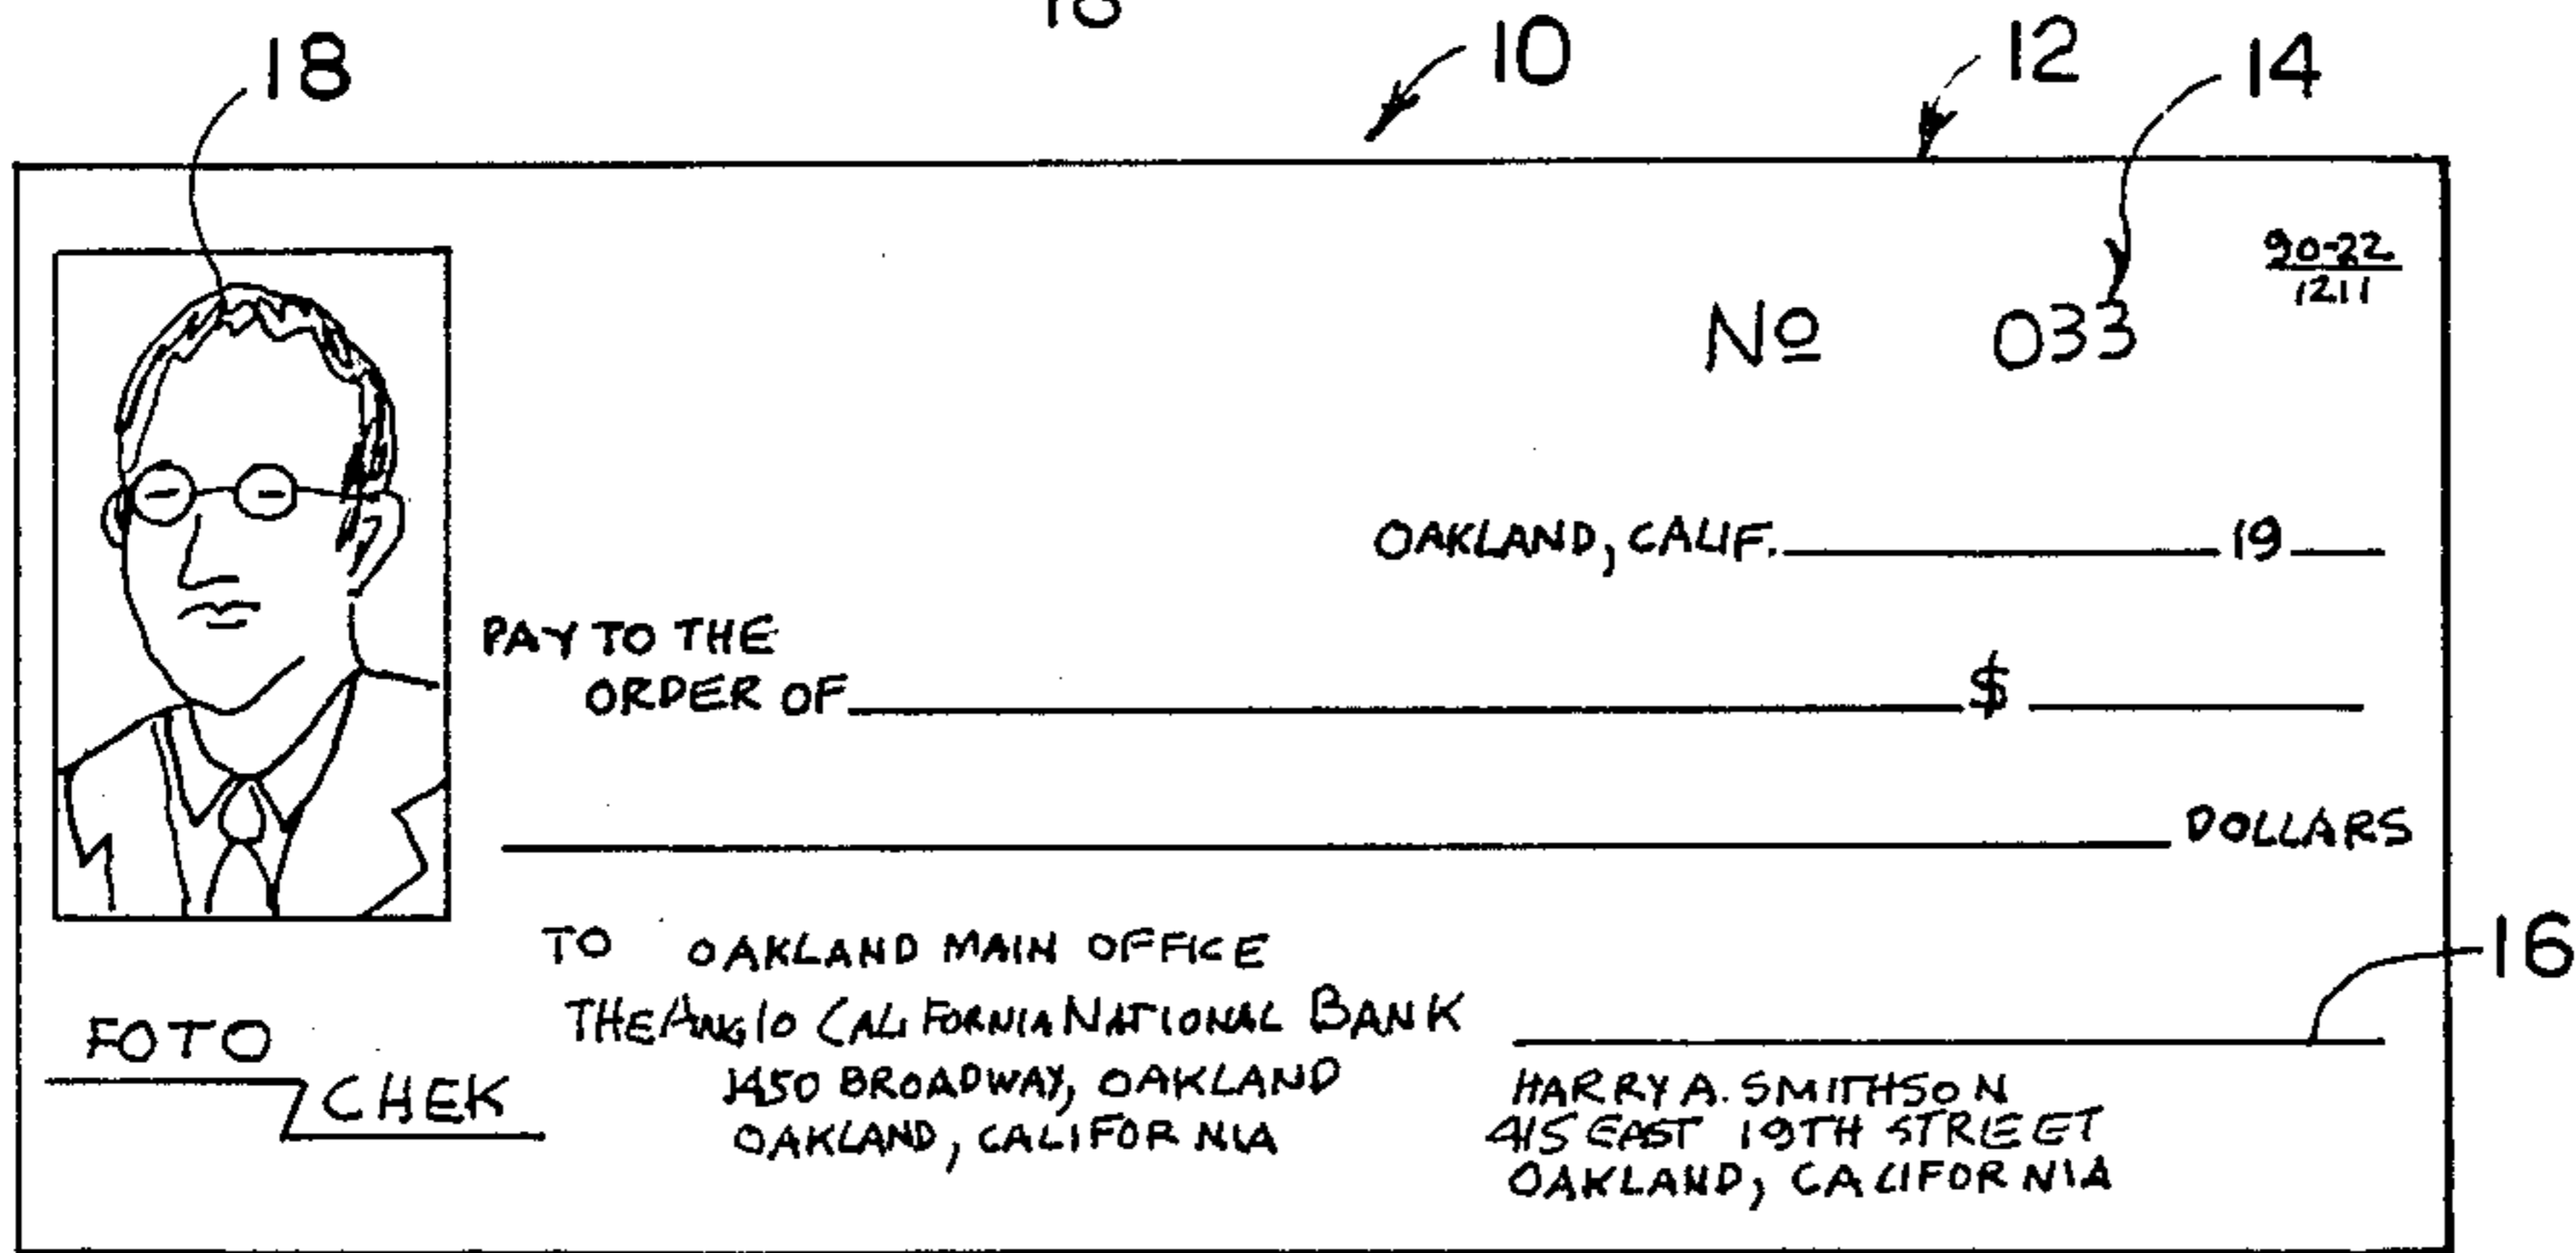 18
18
10
12
14
90-22
1211
No 033
OAKLAND, CALIF. 19
PAY TO THE
ORDER OF $
DOLLARS
TO OAKLAND MAIN OFFICE
THE ANGLO CALIFORNIA NATIONAL BANK
1450 BROADWAY, OAKLAND
OAKLAND, CALIFORNIA
16
FOTO
CHEK
HARRY A. SMITHSON
415 EAST 19TH STREET
OAKLAND, CALIFORNIA